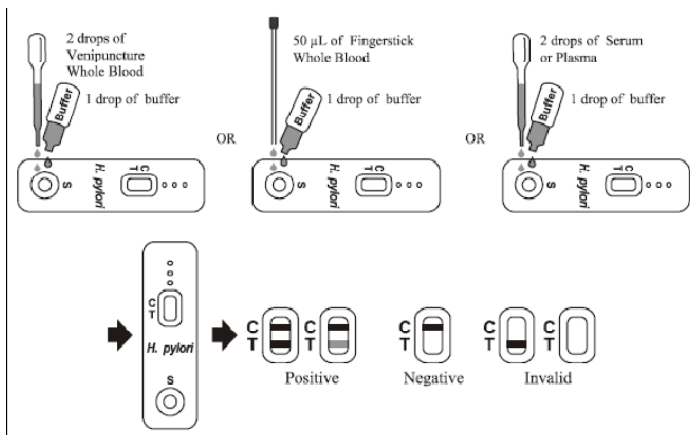 2 drops of
Venipuncture
Whole Blood
Buffer
1 drop of buffer
S
H. pylori
C
T
OR
50 µL of Fingerstick
Whole Blood
Buffer
1 drop of buffer
S
H. pylori
C
T
OR
2 drops of Serum
or Plasma
Buffer
1 drop of buffer
S
H. pylori
C
T
C
T
H. pylori
S
C
T
C
T
Positive
C
T
Negative
C
T
C
T
Invalid